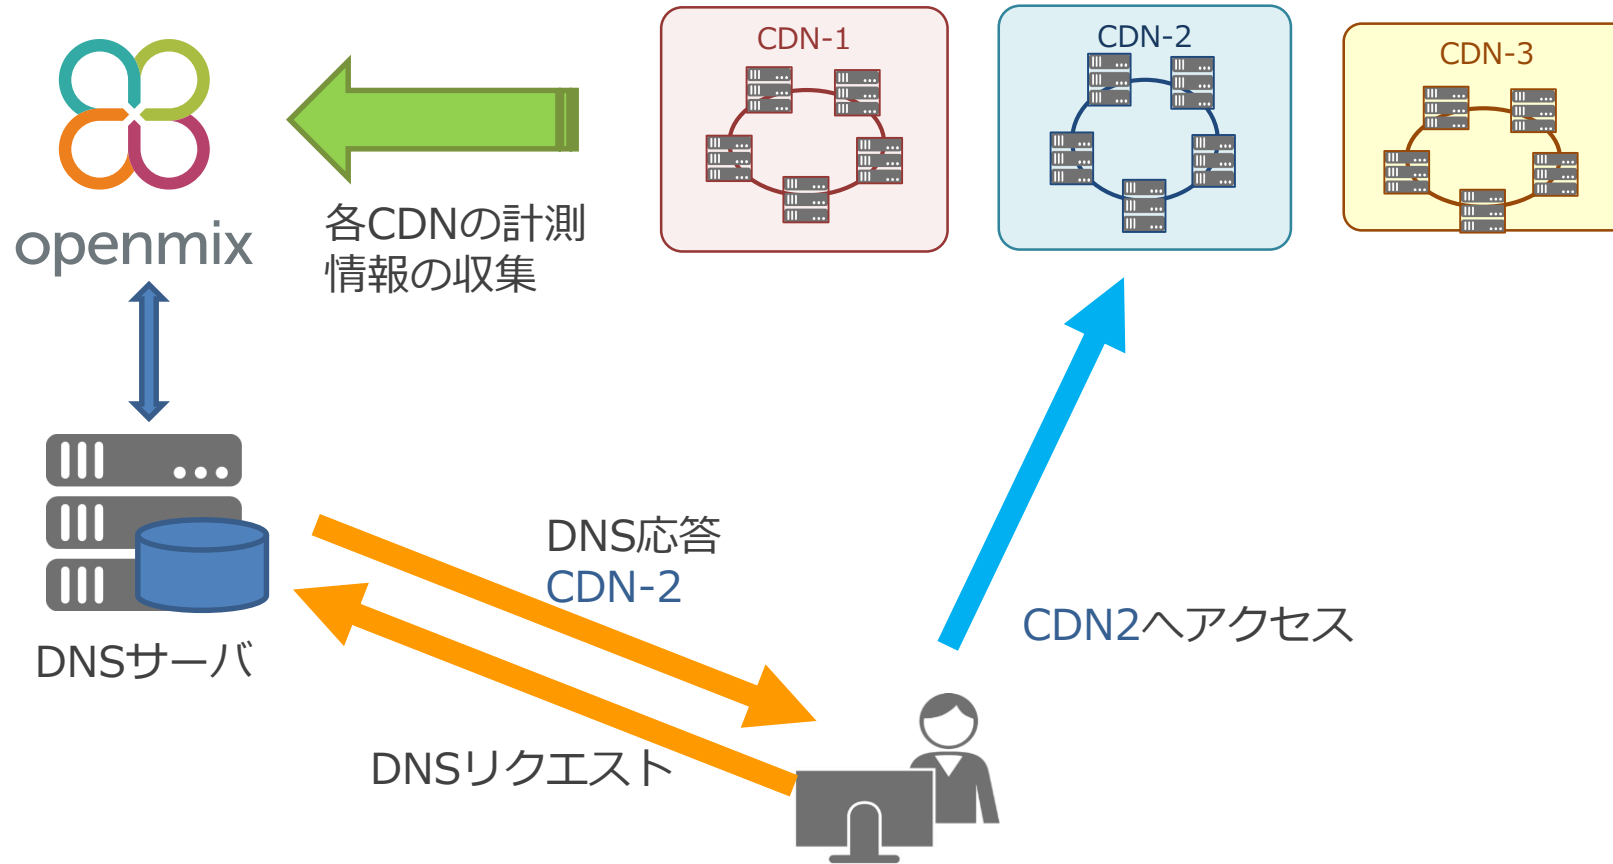 CDN-1
CDN-2
CDN-3
openmix
各CDNの計測
情報の収集
DNS応答
CDN-2
CDN2へアクセス
DNSサーバ
DNSリクエスト